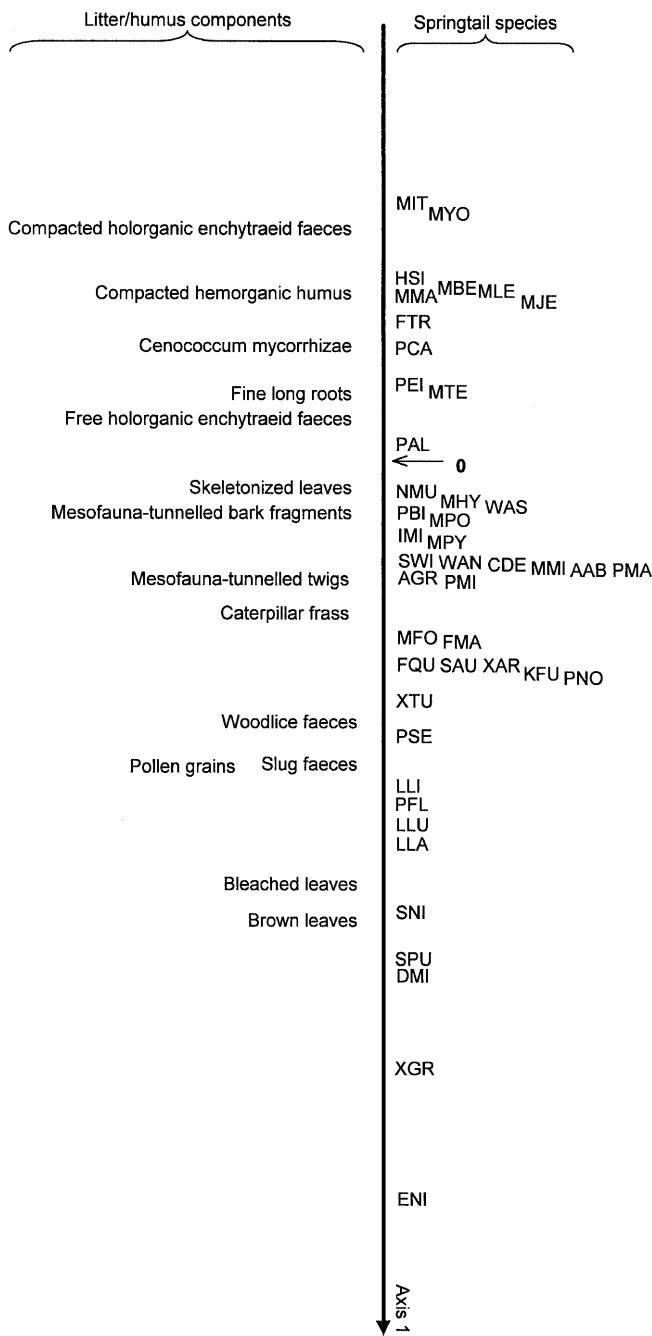 Litter/humus components
Springtail species
MIT MYO
Compacted holorganic enchytraeid faeces
HSI
Compacted hemorganic humus
MMA MBE MLE MJE
FTR
Cenococcum mycorrhizae
PCA
Fine long roots
PEI MTE
Free holorganic enchytraeid faeces
PAL
0
Skeletonized leaves
NMU MHY WAS
Mesofauna-tunnelled bark fragments
PBI MPO
IMI MPY
SWI WAN CDE MMI AAB PMA
Mesofauna-tunnelled twigs
AGR PMI
Caterpillar frass
MFO FMA
FQU SAU XAR KFU PNO
XTU
Woodlice faeces
PSE
Pollen grains Slug faeces
LLI
PFL
LLU
LLA
Bleached leaves
SNI
Brown leaves
SPU
DMI
XGR
ENI
Axis 1